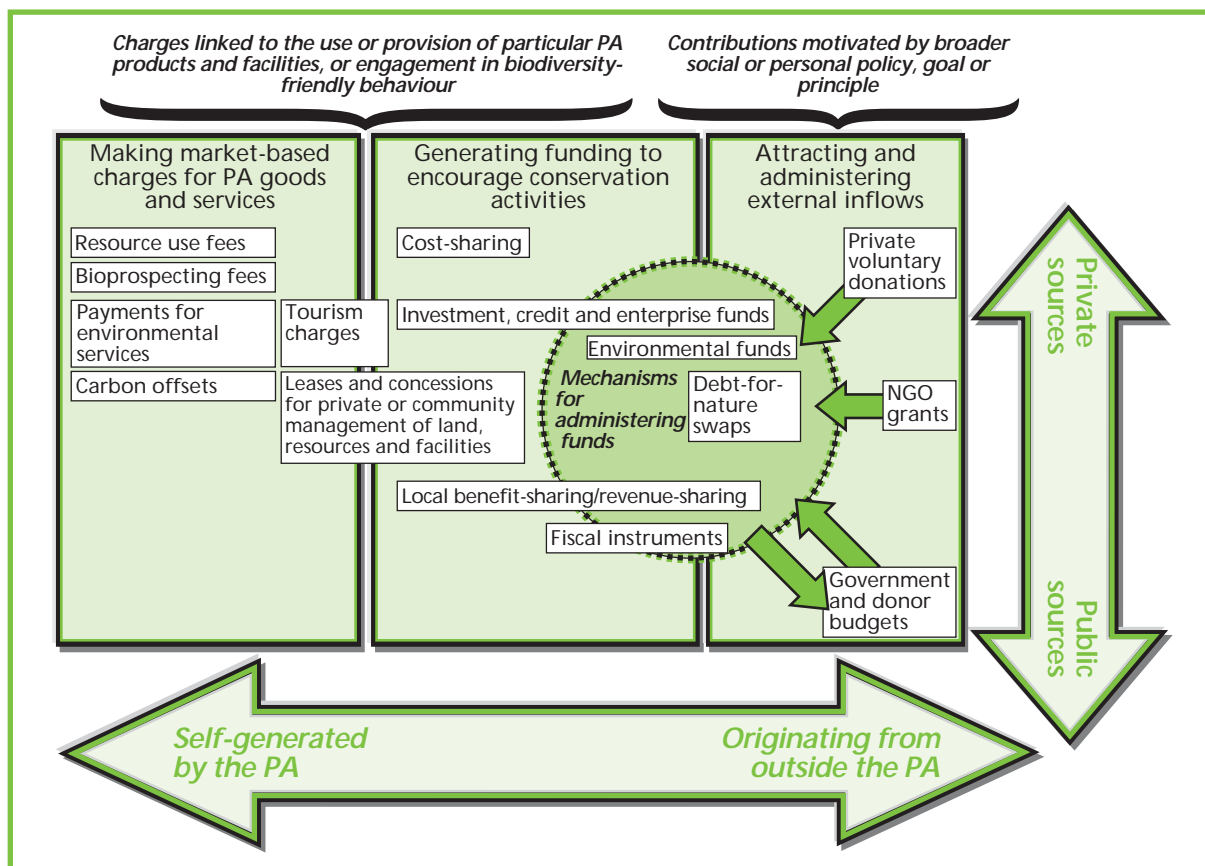 Charges linked to the use or provision of particular PA
products and facilities, or engagement in biodiversity-
friendly behaviour
Contributions motivated by broader
social or personal policy, goal or
principle
Making market-based
charges for PA goods
and services
Generating funding to
encourage conservation
activities
Attracting and
administering
external inflows
Resource use fees
Bioprospecting fees
Payments for
environmental
services
Carbon offsets
Tourism
charges
Leases and concessions
for private or community
management of land,
resources and facilities
Cost-sharing
Investment, credit and enterprise funds
Environmental funds
Mechanisms
for
administering
funds
Debt-for-
nature
swaps
Local benefit-sharing/revenue-sharing
Fiscal instruments
Private
voluntary
donations
NGO
grants
Government
and donor
budgets
Private
sources
Public
sources
Self-generated
by the PA
Originating from
outside the PA